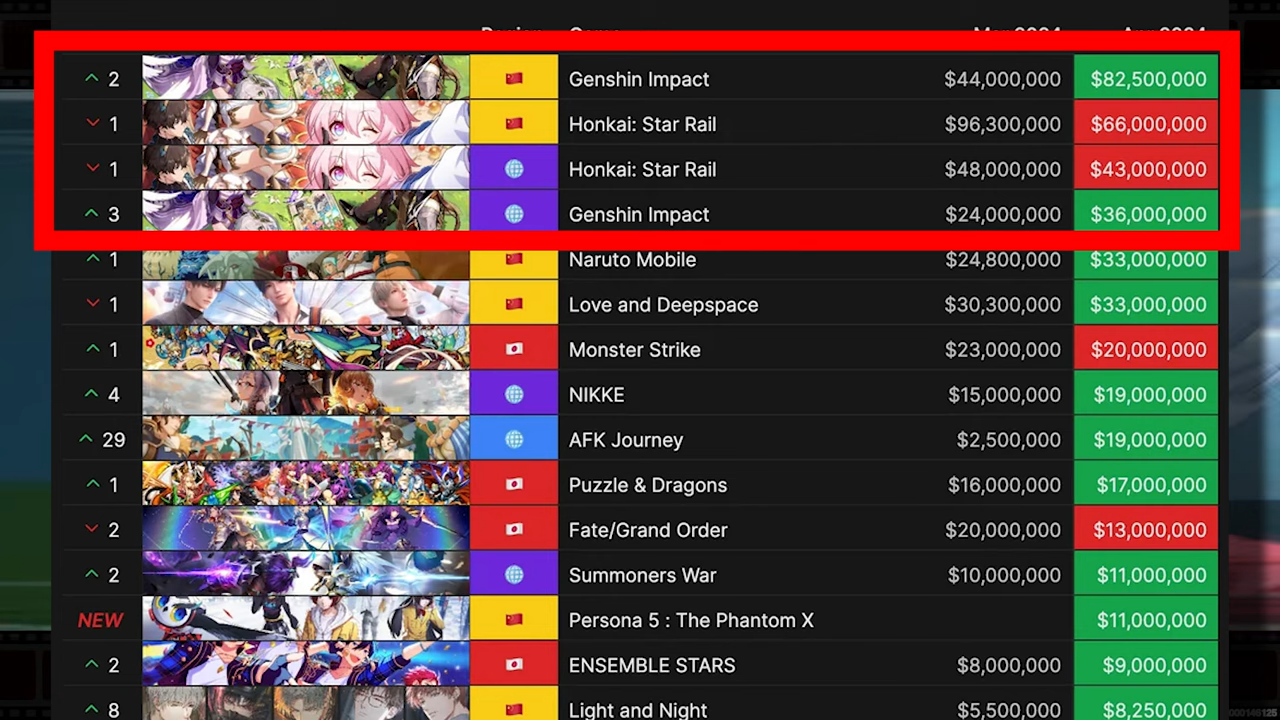 2 Genshin Impact $44,000,000 $82,500,000
1 Honkai: Star Rail $96,300,000 $66,000,000
1 Honkai: Star Rail $48,000,000 $43,000,000
3 Genshin Impact $24,000,000 $36,000,000
1 Naruto Mobile $24,800,000 $33,000,000
1 Love and Deepspace $30,300,000 $33,000,000
1 Monster Strike $23,000,000 $20,000,000
4 NIKKE $15,000,000 $19,000,000
29 AFK Journey $2,500,000 $19,000,000
1 Puzzle & Dragons $16,000,000 $17,000,000
2 Fate/Grand Order $20,000,000 $13,000,000
2 Summoners War $10,000,000 $11,000,000
NEW Persona 5 : The Phantom X $11,000,000
2 ENSEMBLE STARS $8,000,000 $9,000,000
8 Light and Night $5,500,000 $8,250,000